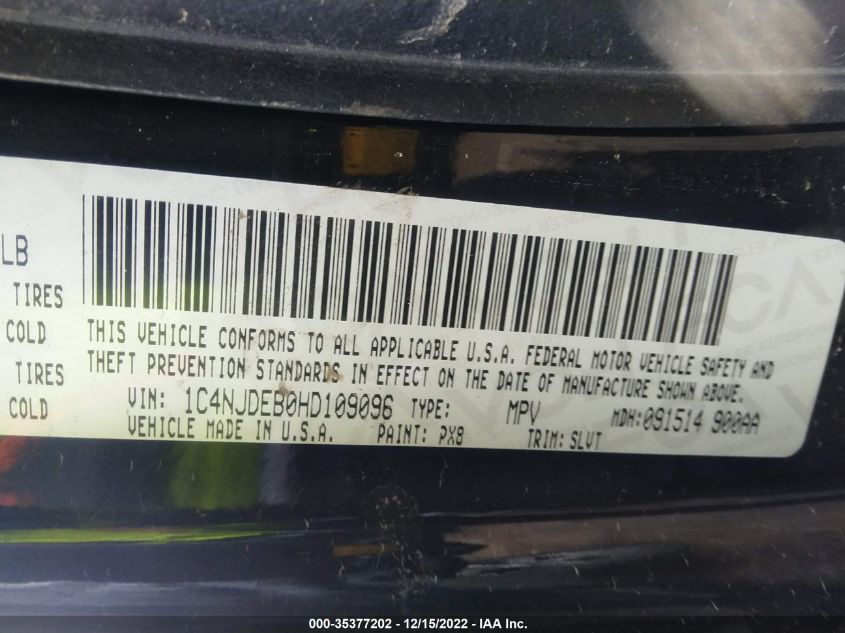 LB
TIRES
COLD
TIRES
COLD
THIS VEHICLE CONFORMS TO ALL APPLICABLE U.S.A. FEDERAL MOTOR VEHICLE SAFETY AND
THEFT PREVENTION STANDARDS IN EFFECT ON THE DATE OF MANUFACTURE SHOWN ABOVE.
VIN: 1C4NJDEB0HD109096 TYPE: MPV MDH:091514 900AA
VEHICLE MADE IN U.S.A. PAINT: PX8 TRIM: SLVT
000-35377202 - 12/15/2022 - IAA Inc.